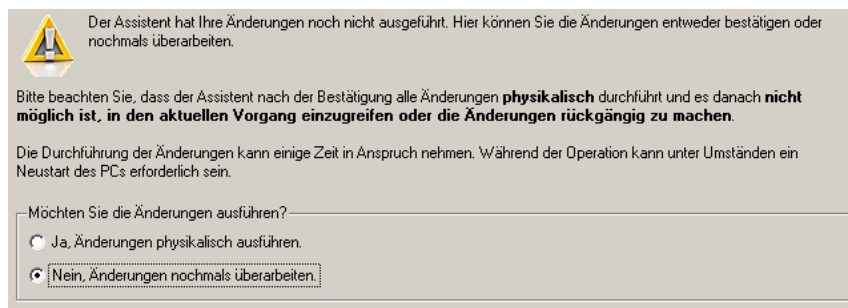 Der Assistent hat Ihre Änderungen noch nicht ausgeführt. Hier können Sie die Änderungen entweder bestätigen oder
nochmals überarbeiten.
Bitte beachten Sie, dass der Assistent nach der Bestätigung alle Änderungen physikalisch durchführt und es danach nicht
möglich ist, in den aktuellen Vorgang einzugreifen oder die Änderungen rückgängig zu machen.
Die Durchführung der Änderungen kann einige Zeit in Anspruch nehmen. Während der Operation kann unter Umständen ein
Neustart des PCs erforderlich sein.
Möchten Sie die Änderungen ausführen?
Ja, Änderungen physikalisch ausführen.
Nein, Änderungen nochmals überarbeiten.